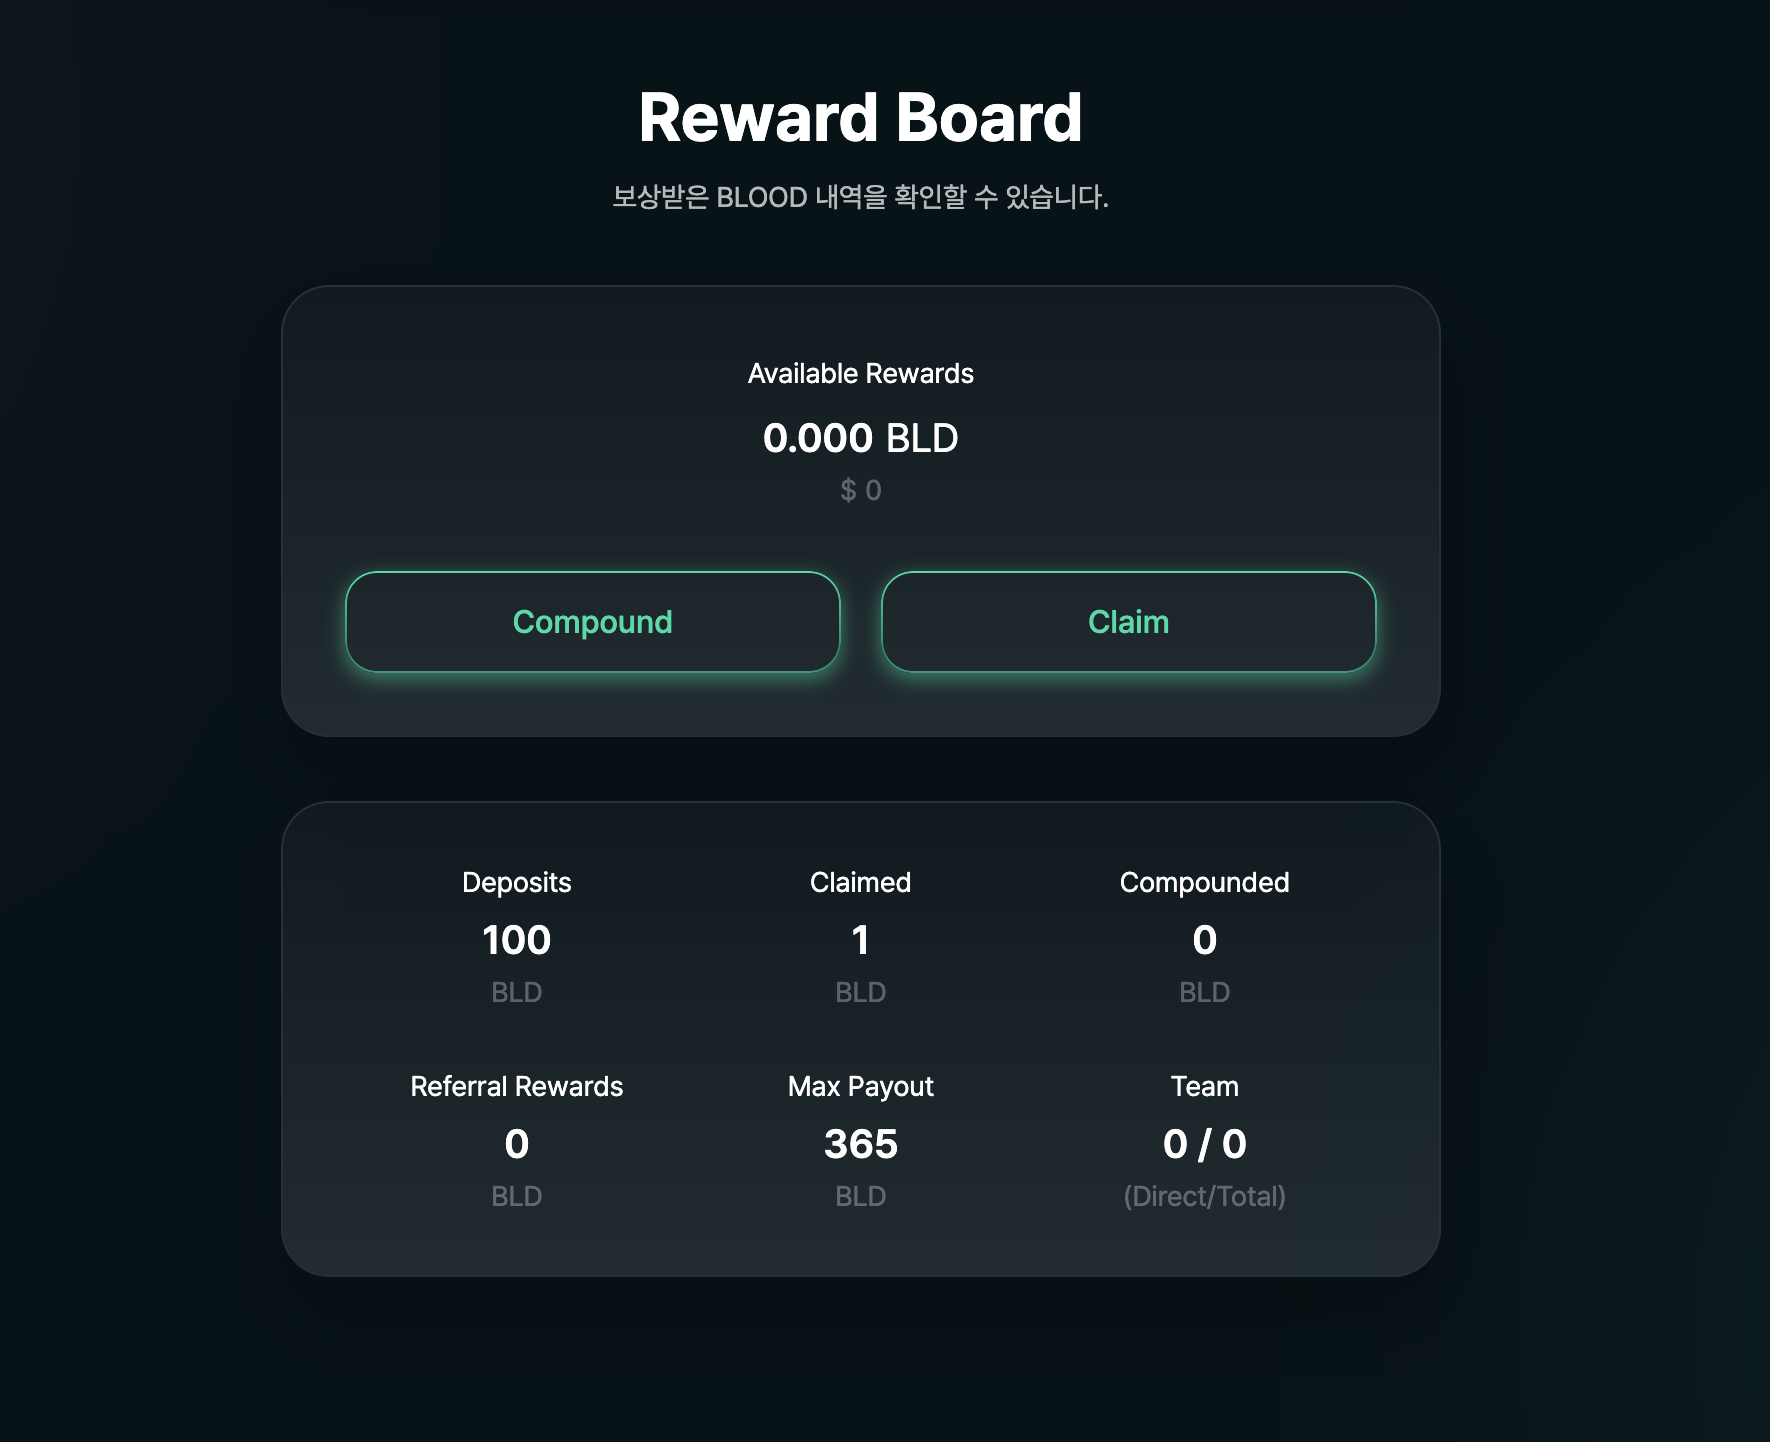 Reward Board
보상받은 BLOOD 내역을 확인할 수 있습니다.
Available Rewards
0.000 BLD
$ 0
Compound
Claim
Deposits
100
BLD
Claimed
1
BLD
Compounded
0
BLD
Referral Rewards
0
BLD
Max Payout
365
BLD
Team
0 / 0
(Direct/Total)